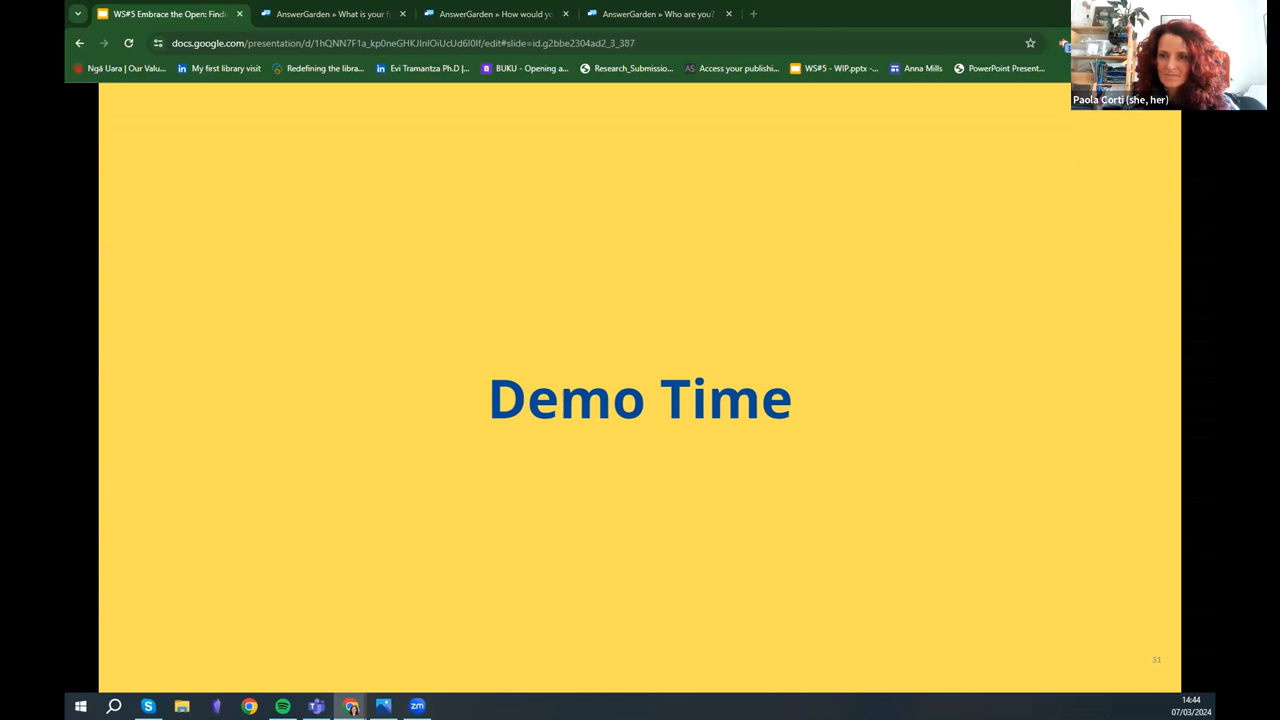 WS#5 Embrace the Open: Findi
AnswerGarden » What is your f
AnswerGarden » How would yo
AnswerGarden » Who are you?
docs.google.com/presentation/d/1hQNN7F1a_kp0neGHKJInIOiUcUd6I0If/edit#slide=id.g2bbe2304ad2_3_387
Ngā Uara | Our Valu...
My first library visit
Redefining the libra...
Evi Tramantza Ph.D |...
BUKU - Opening a...
Research_Submissio...
Access your publishi...
WS#5 - WIP.pptx -...
Anna Mills
PowerPoint Present...
Paola Corti (she, her)
Demo Time
31
zm
14:44
07/03/2024